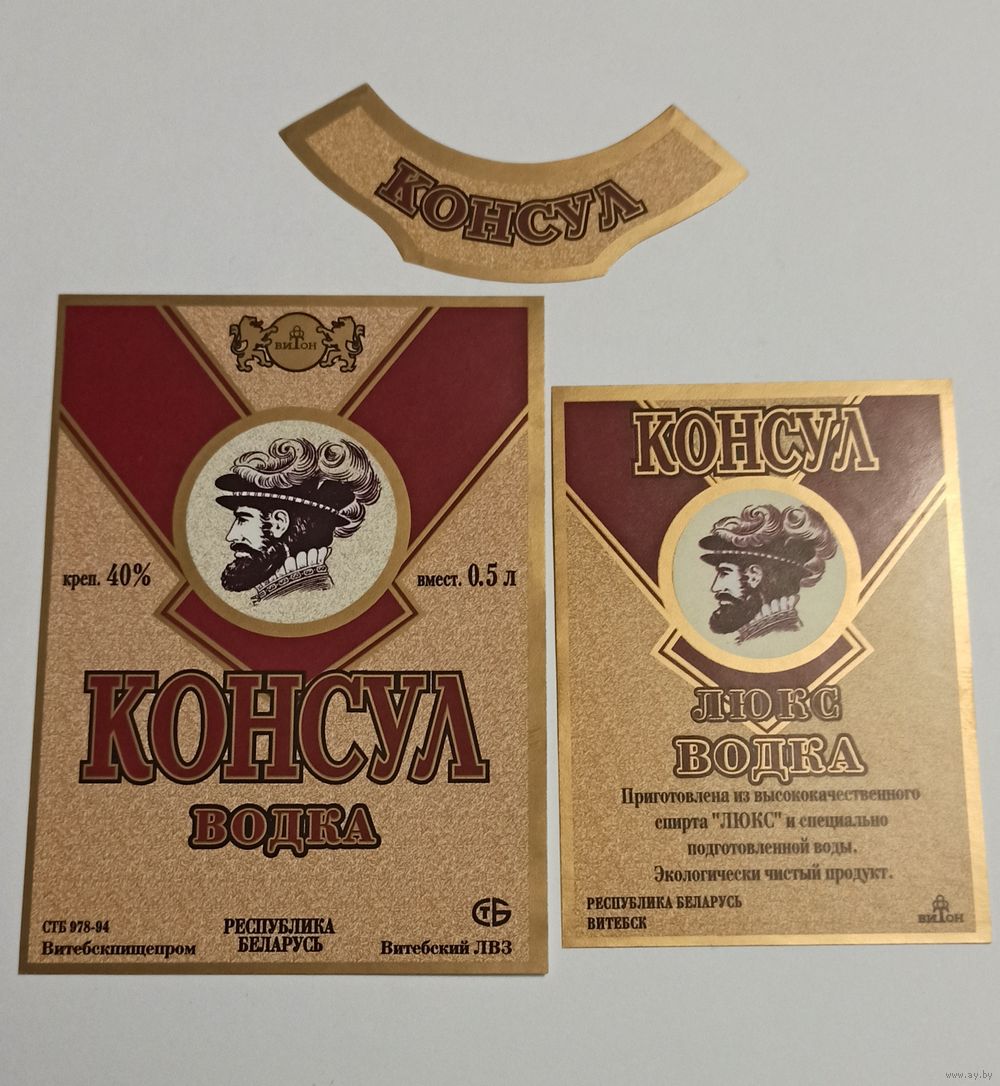 КОНСУЛ
ВИТОН
креп. 40%
вмест. 0.5 л
КОНСУЛ
ВОДКА
СТБ 978-94
Витебскпищепром
РЕСПУБЛИКА
БЕЛАРУСЬ
СТБ
Витебский ЛВЗ
КОНСУЛ
ЛЮКС
ВОДКА
Приготовлена из высококачественного
спирта "ЛЮКС" и специально
подготовленной воды.
Экологически чистый продукт.
РЕСПУБЛИКА БЕЛАРУСЬ
ВИТЕБСК
ВИТОН
www.ay.by